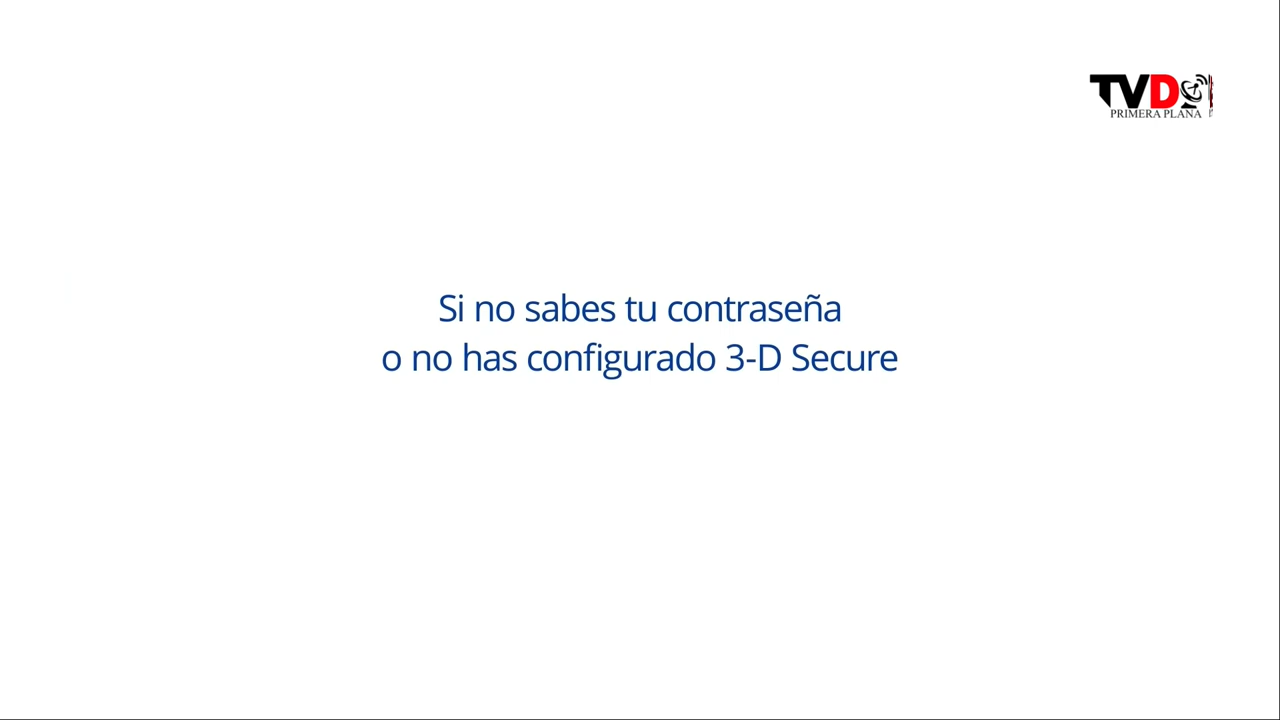 TVD
PRIMERA PLANA
Si no sabes tu contraseña
o no has configurado 3-D Secure